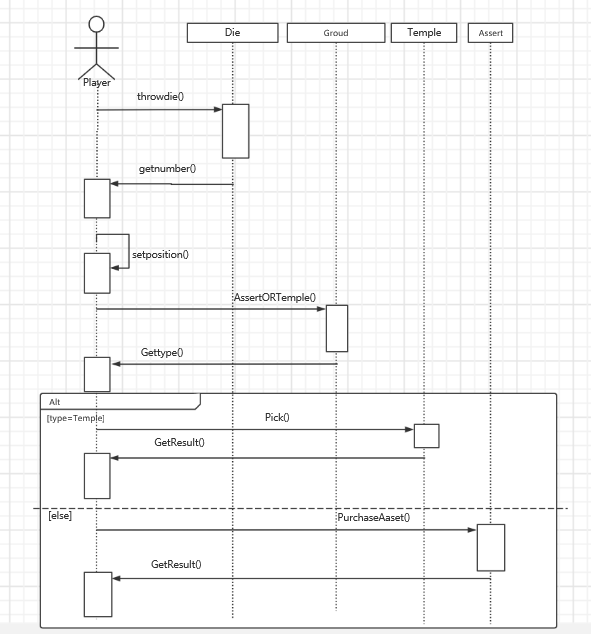 Die
Groud
Temple
Assert
Player
throwdie()
getnumber()
setposition()
AssertORTemple()
Gettype()
Alt
[type=Temple]
Pick()
GetResult()
[else]
PurchaseAaset()
GetResult()